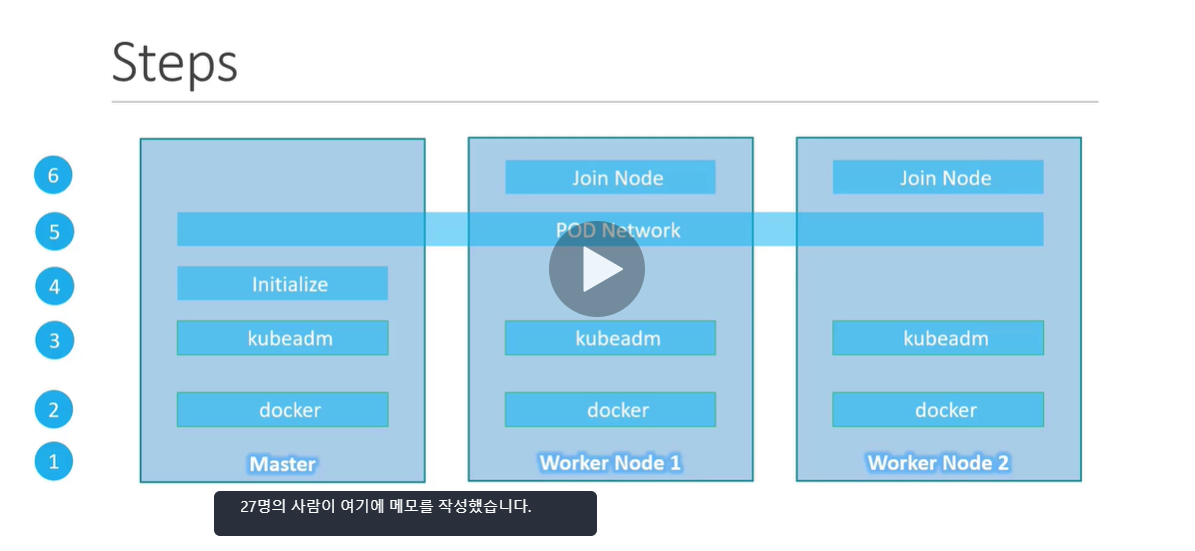 Steps
6
Join Node
Join Node
5
POD Network
4
Initialize
3
kubeadm
kubeadm
kubeadm
2
docker
docker
docker
1
Master
Worker Node 1
Worker Node 2
27명의 사람이 여기에 메모를 작성했습니다.